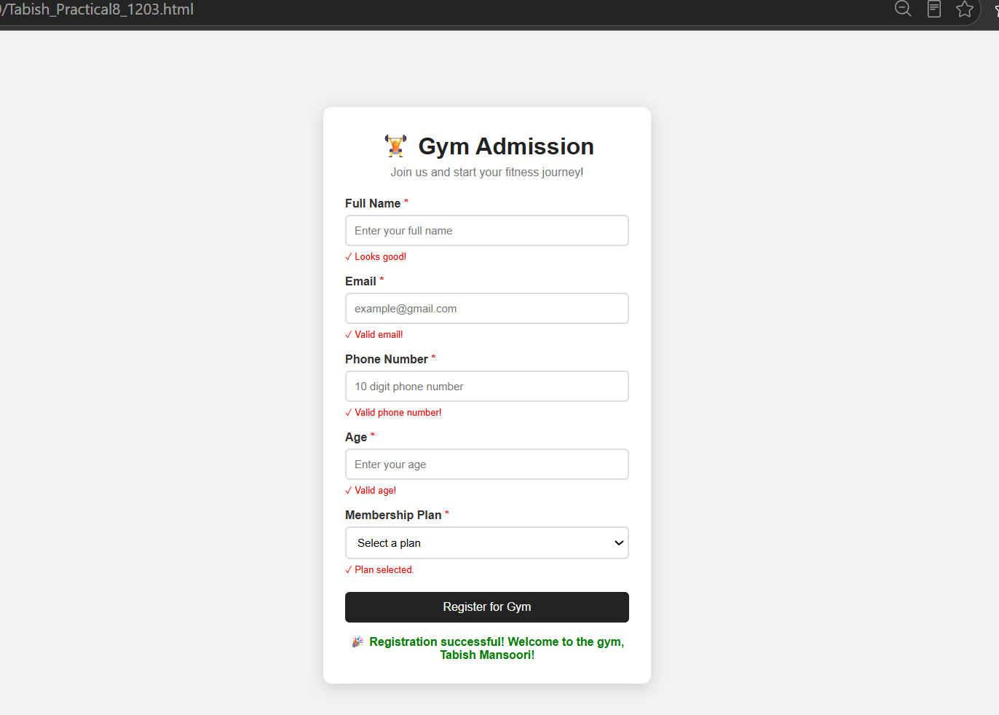 /Tabish_Practical8_1203.html
🏋️ Gym Admission
Join us and start your fitness journey!
Full Name *
Enter your full name
✓ Looks good!
Email *
example@gmail.com
✓ Valid email!
Phone Number *
10 digit phone number
✓ Valid phone number!
Age *
Enter your age
✓ Valid age!
Membership Plan *
Select a plan
✓ Plan selected.
Register for Gym
🎉 Registration successful! Welcome to the gym,
Tabish Mansoori!